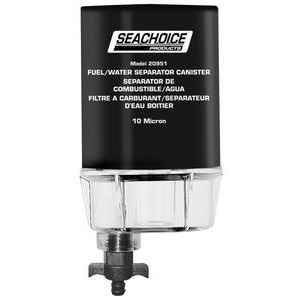 SEACHOICE
PRODUCTS
Model 20951
FUEL/WATER SEPARATOR CANISTER
SEPARATOR DE
COMBUSTIBLE/AGUA
FILTRE A CARBURANT/SEPARATEUR
D'EAU BOITIER
10 Micron